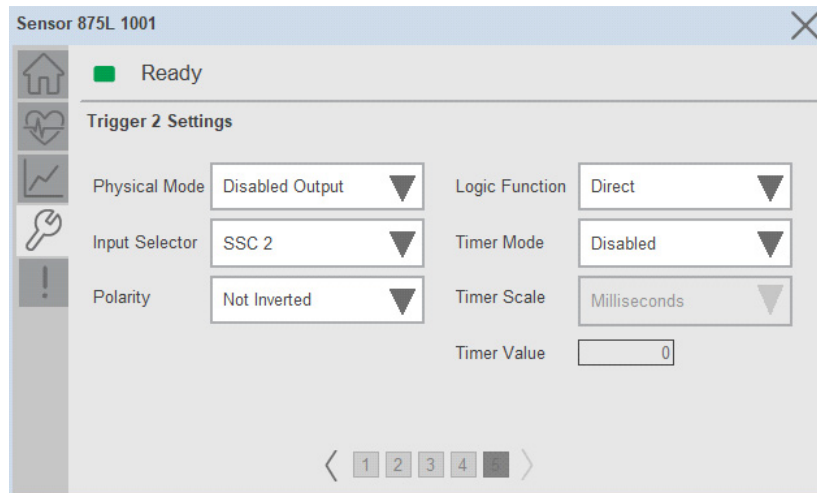 Sensor 875L 1001
Ready
Trigger 2 Settings
Physical Mode Disabled Output Logic Function Direct
Input Selector SSC 2 Timer Mode Disabled
Polarity Not Inverted Timer Scale Milliseconds
Timer Value 0
1 2 3 4 5